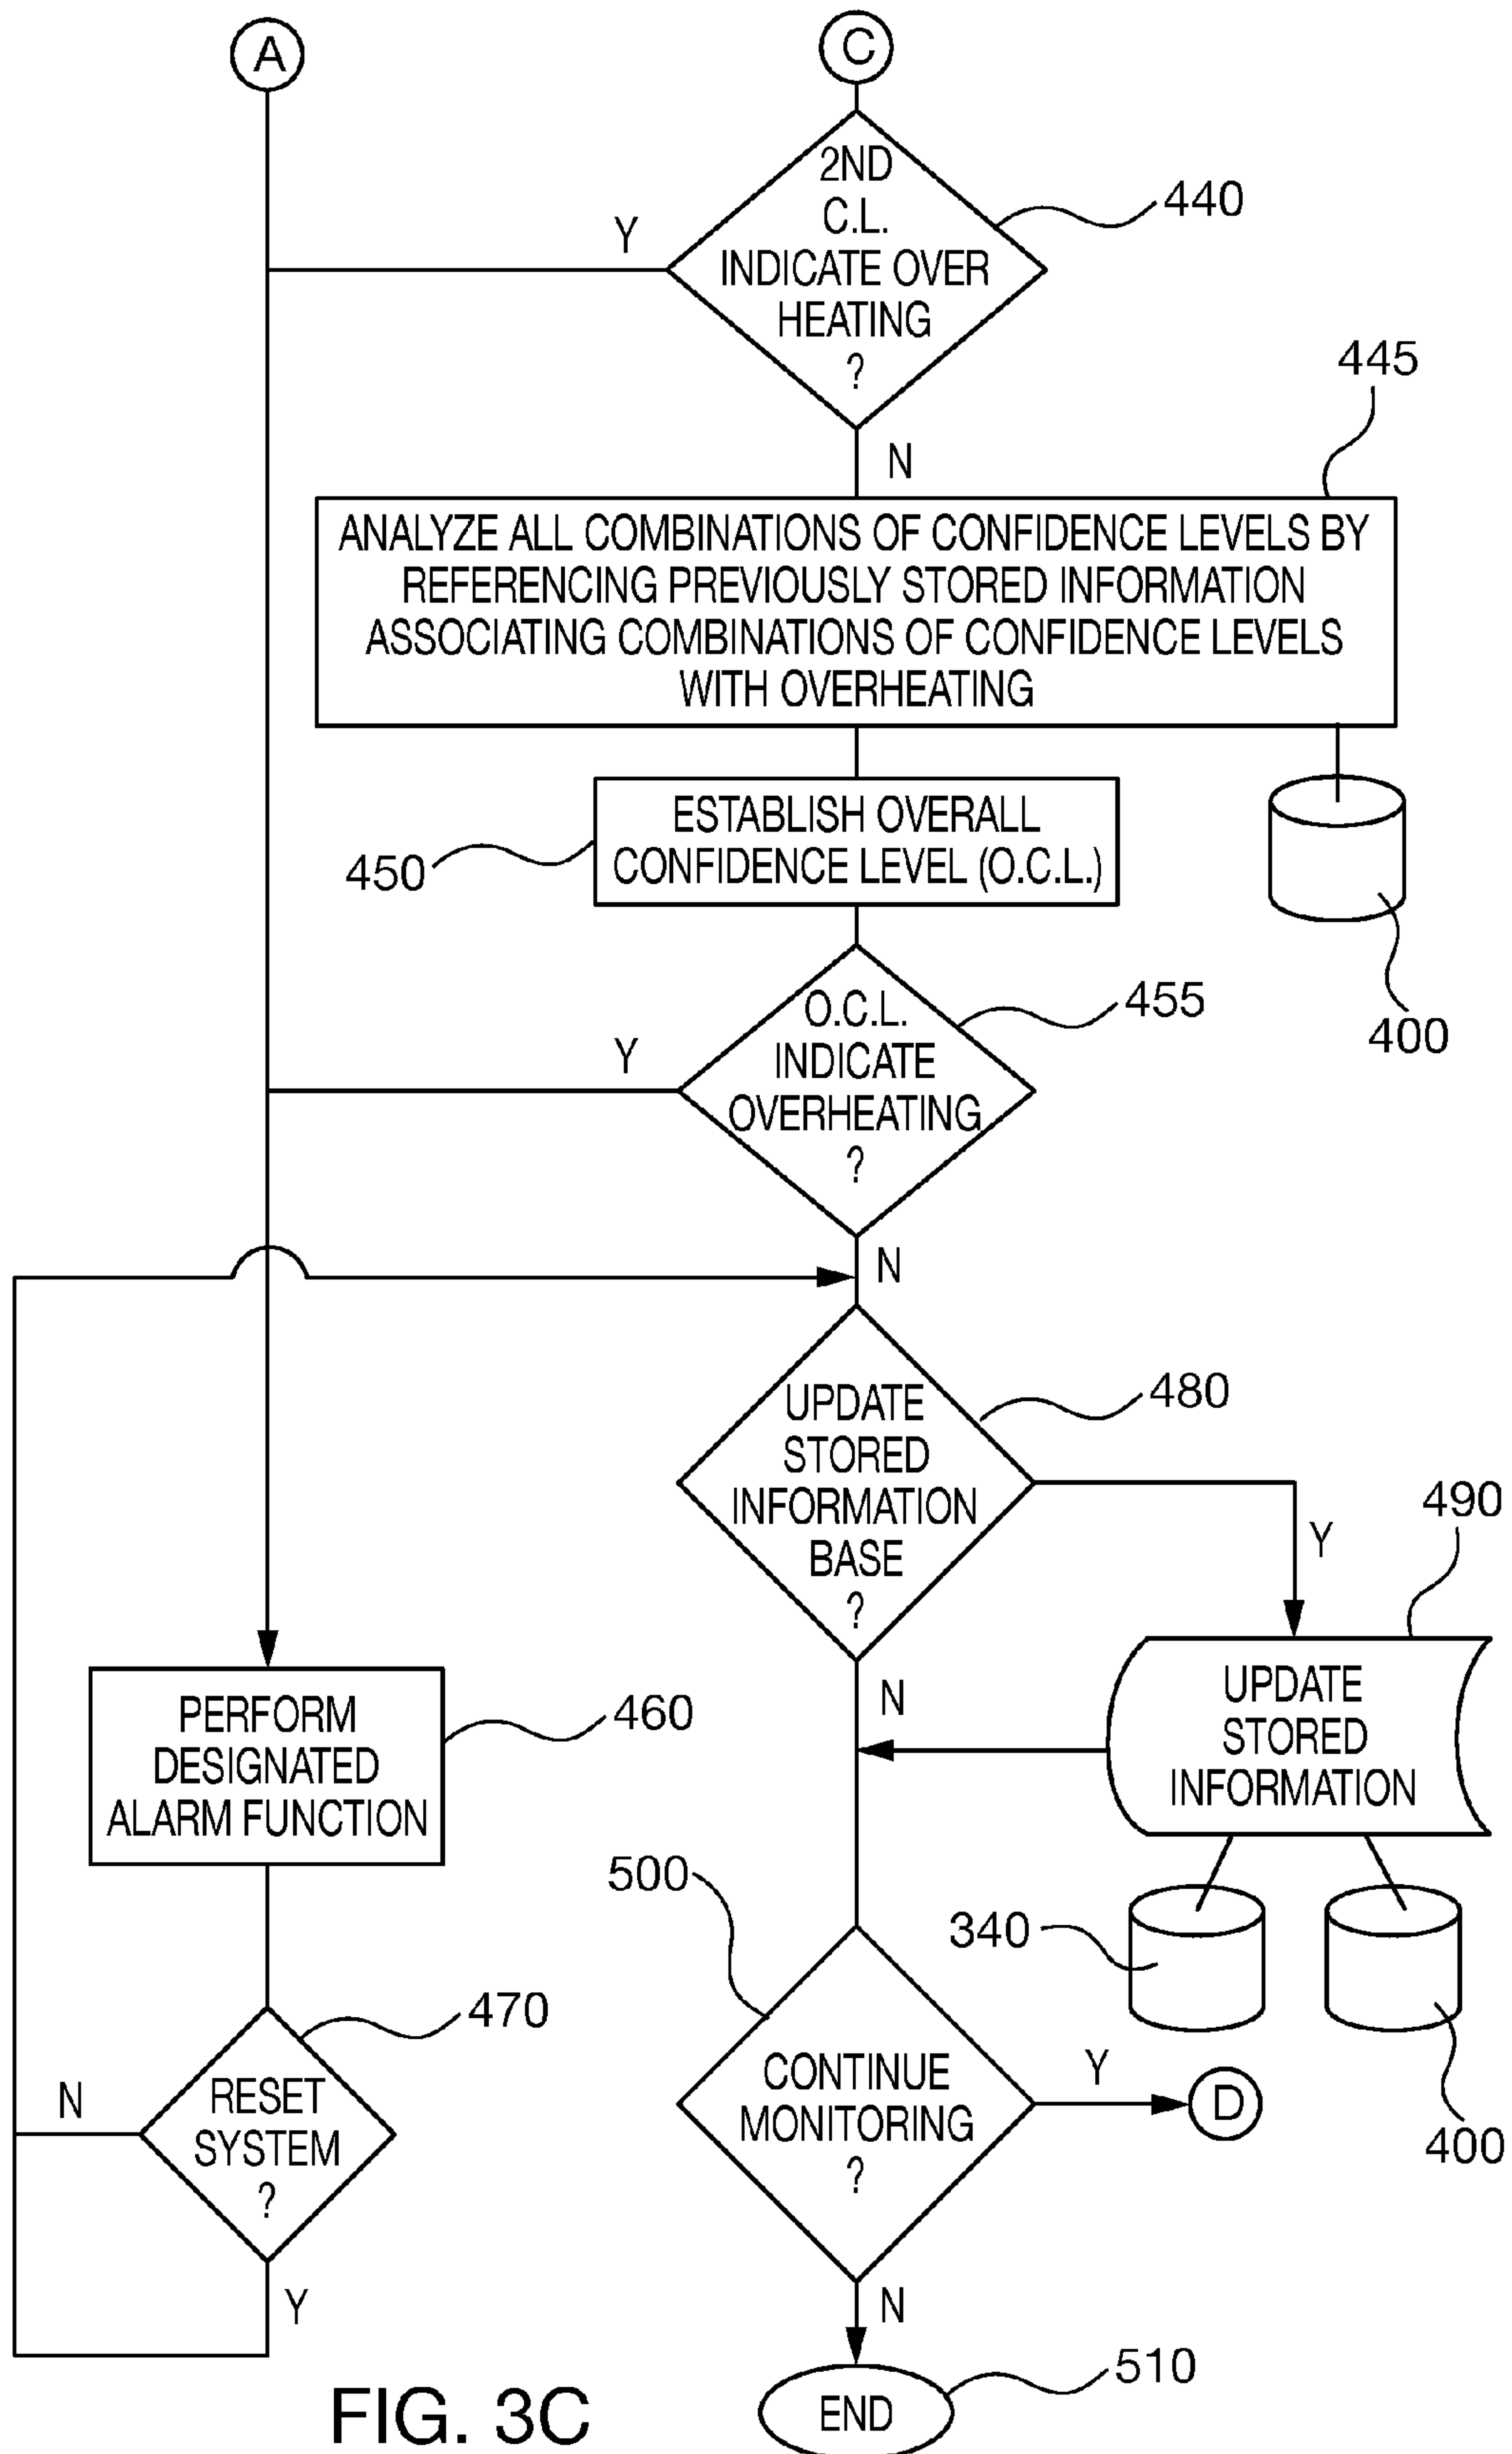 A
C
2ND
C.L.
INDICATE OVER
HEATING
?
440
Y
N
445
ANALYZE ALL COMBINATIONS OF CONFIDENCE LEVELS BY
REFERENCING PREVIOUSLY STORED INFORMATION
ASSOCIATING COMBINATIONS OF CONFIDENCE LEVELS
WITH OVERHEATING
400
ESTABLISH OVERALL
CONFIDENCE LEVEL (O.C.L.)
450
O.C.L.
INDICATE
OVERHEATING
?
455
Y
N
UPDATE
STORED
INFORMATION
BASE
?
480
Y
490
N
UPDATE
STORED
INFORMATION
340
400
PERFORM
DESIGNATED
ALARM FUNCTION
460
RESET
SYSTEM
?
470
N
Y
500
CONTINUE
MONITORING
?
Y
D
N
END
510
FIG. 3C